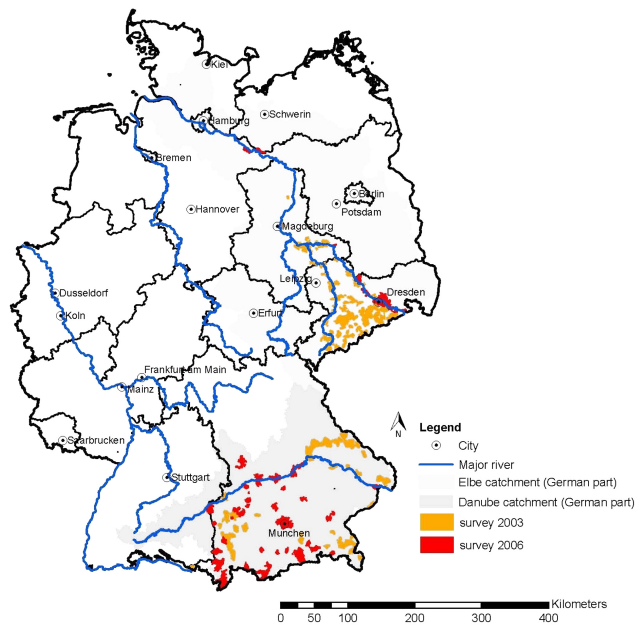 Kiel
Hamburg
Schwerin
Bremen
Berlin
Potsdam
Hannover
Magdeburg
Leipzig
Dresden
Dusseldorf
Koln
Erfurt
Frankfurt am Main
Mainz
Saarbrucken
Stuttgart
Munchen
N
Legend
City
Major river
Elbe catchment (German part)
Danube catchment (German part)
survey 2003
survey 2006
Kilometers
0 50 100 200 300 400